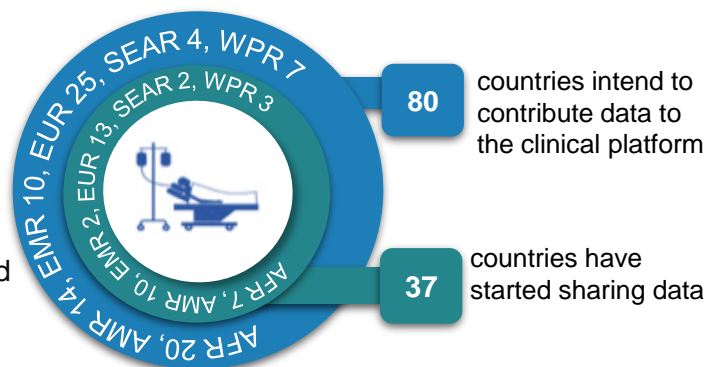 AFR 20, AMR 14, EMR 10, EUR 25, SEAR 4, WPR 7
AFR 7, AMR 10, EMR 2, EUR 13, SEAR 2, WPR 3
80
countries intend to
contribute data to
the clinical platform
37
countries have
started sharing data